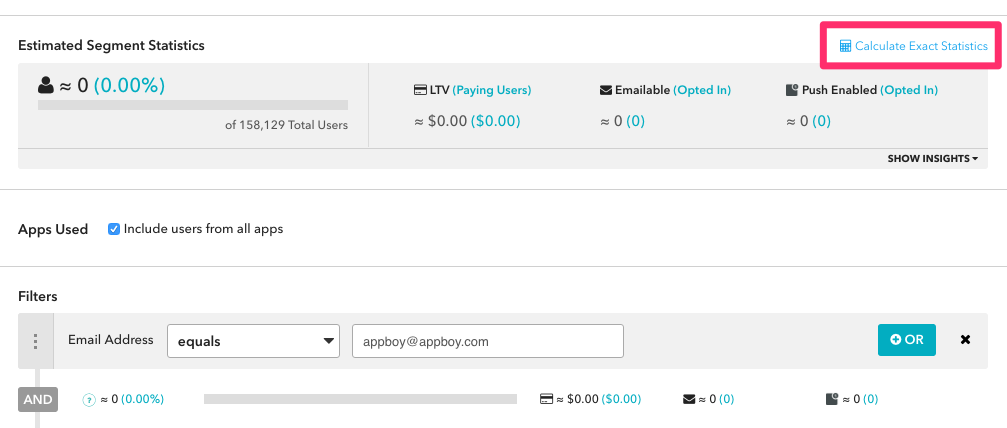 Estimated Segment Statistics
Calculate Exact Statistics
≈ 0 (0.00%)
of 158,129 Total Users
LTV (Paying Users)
≈ $0.00 ($0.00)
Emailable (Opted In)
≈ 0 (0)
Push Enabled (Opted In)
≈ 0 (0)
SHOW INSIGHTS
Apps Used
Include users from all apps
Filters
Email Address equals appboy@appboy.com OR
AND ? ≈ 0 (0.00%) ≈ $0.00 ($0.00) ≈ 0 (0) ≈ 0 (0)